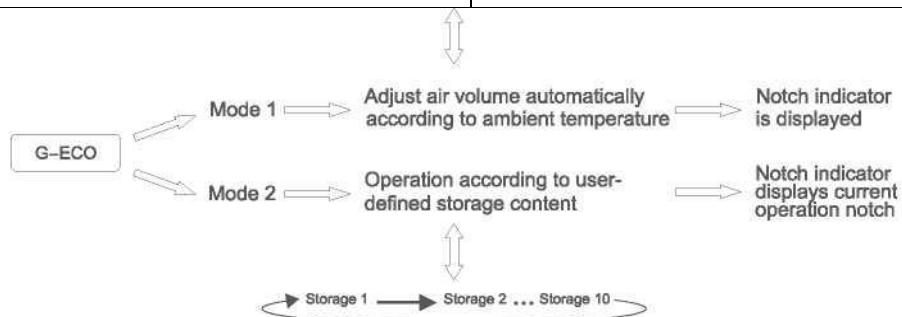 Mode 1
Adjust air volume automatically
according to ambient temperature
Notch indicator
is displayed
G–ECO
Mode 2
Operation according to user-
defined storage content
Notch indicator
displays current
operation notch
Storage 1
Storage 2 ... Storage 10